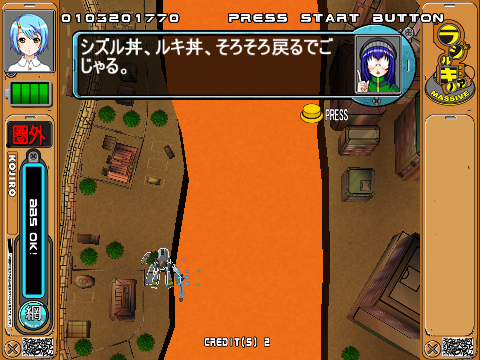 0103201770 PRESS START BUTTON
シズル丼、ルキ丼、そろそろ戻るでご
じゃる。
ラジルギ
MASSIVE
PRESS
圏外
KOJIRO
ABS OK!
網
CREDIT(S) 2